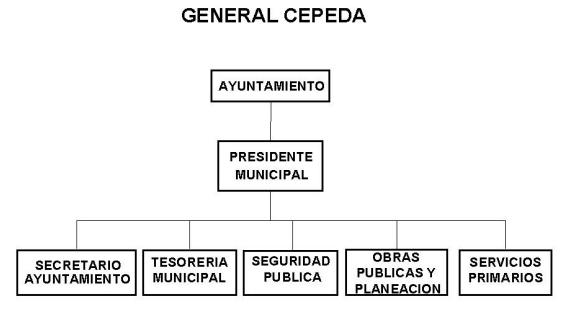 GENERAL CEPEDA
AYUNTAMIENTO
PRESIDENTE
MUNICIPAL
SECRETARIO
AYUNTAMIENTO
TESORERIA
MUNICIPAL
SEGURIDAD
PUBLICA
OBRAS
PUBLICAS Y
PLANEACION
SERVICIOS
PRIMARIOS